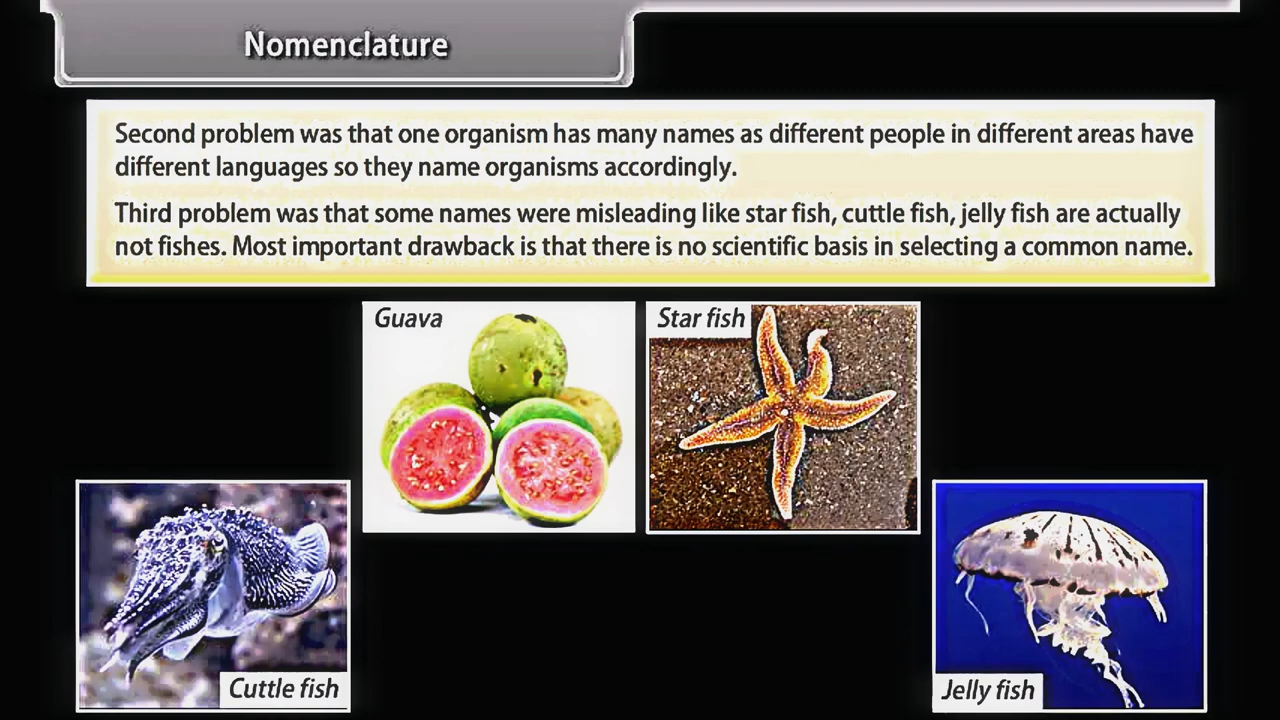 Nomenclature
Second problem was that one organism has many names as different people in different areas have
different languages so they name organisms accordingly.
Third problem was that some names were misleading like star fish, cuttle fish, jelly fish are actually
not fishes. Most important drawback is that there is no scientific basis in selecting a common name.
Guava
Star fish
Cuttle fish
Jelly fish